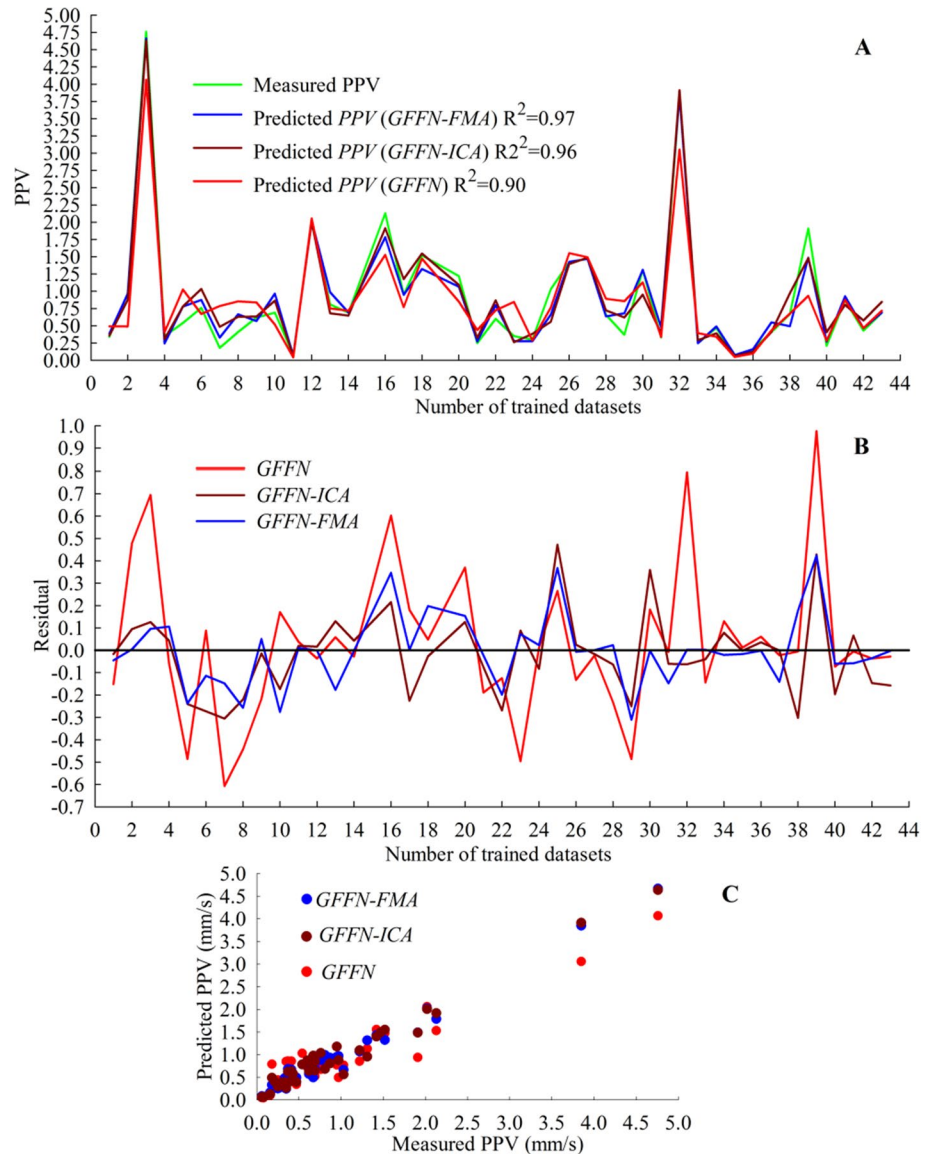 5.00
4.75
4.50
4.25
4.00
3.75
3.50
3.25
3.00
2.75
2.50
2.25
2.00
1.75
1.50
1.25
1.00
0.75
0.50
0.25
0.00
PPV
A
Measured PPV
Predicted PPV (GFFN-FMA) R²=0.97
Predicted PPV (GFFN-ICA) R2²=0.96
Predicted PPV (GFFN) R²=0.90
0 2 4 6 8 10 12 14 16 18 20 22 24 26 28 30 32 34 36 38 40 42 44
Number of trained datasets
1.0
0.9
0.8
0.7
0.6
0.5
0.4
0.3
0.2
0.1
0.0
-0.1
-0.2
-0.3
-0.4
-0.5
-0.6
-0.7
Residual
B
GFFN
GFFN-ICA
GFFN-FMA
0 2 4 6 8 10 12 14 16 18 20 22 24 26 28 30 32 34 36 38 40 42 44
Number of trained datasets
5.0
4.5
4.0
3.5
3.0
2.5
2.0
1.5
1.0
0.5
0.0
Predicted PPV (mm/s)
C
GFFN-FMA
GFFN-ICA
GFFN
0.0 0.5 1.0 1.5 2.0 2.5 3.0 3.5 4.0 4.5 5.0
Measured PPV (mm/s)